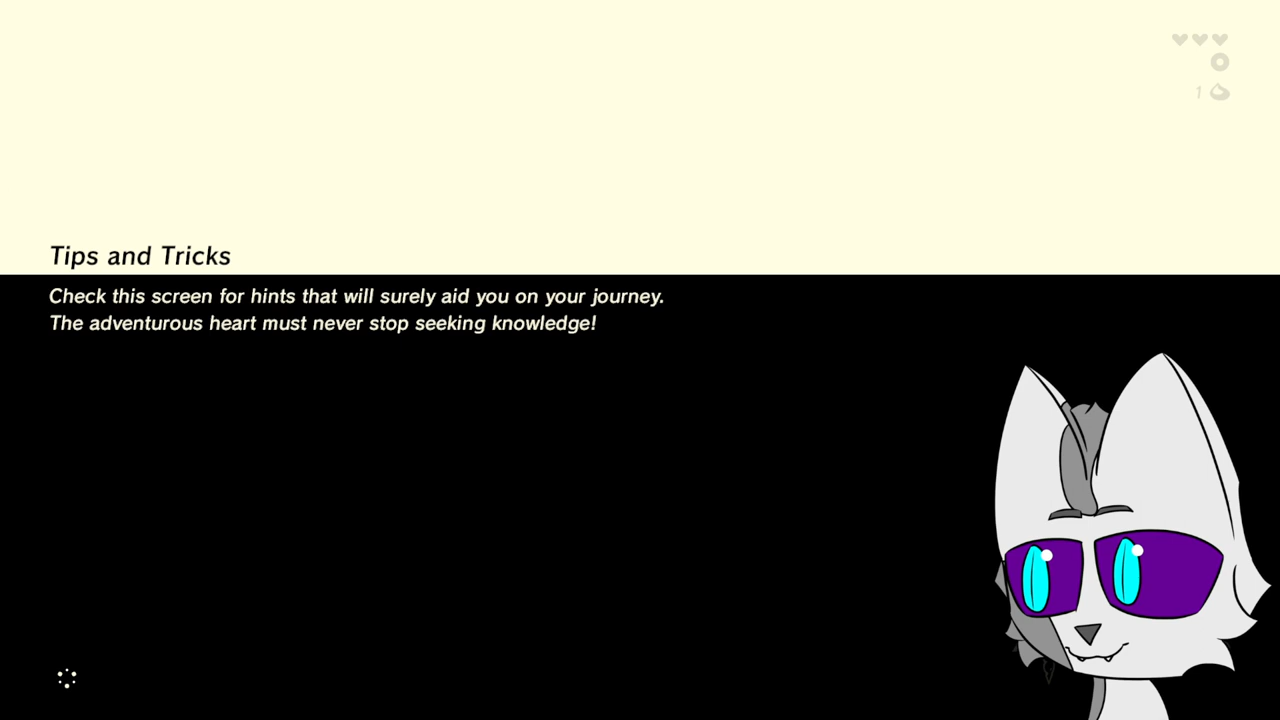 1
Tips and Tricks
Check this screen for hints that will surely aid you on your journey.
The adventurous heart must never stop seeking knowledge!